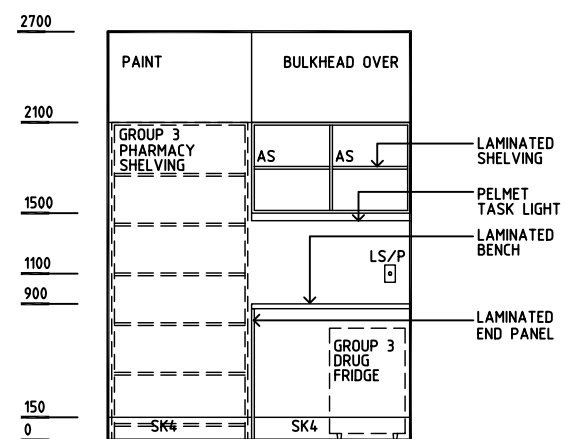 2700
PAINT
BULKHEAD OVER
2100
GROUP 3
PHARMACY
SHELVING
AS
AS
LAMINATED
SHELVING
1500
PELMET
TASK LIGHT
LAMINATED
BENCH
LS/P
1100
900
LAMINATED
END PANEL
GROUP 3
DRUG
FRIDGE
150
SK4
SK4
0